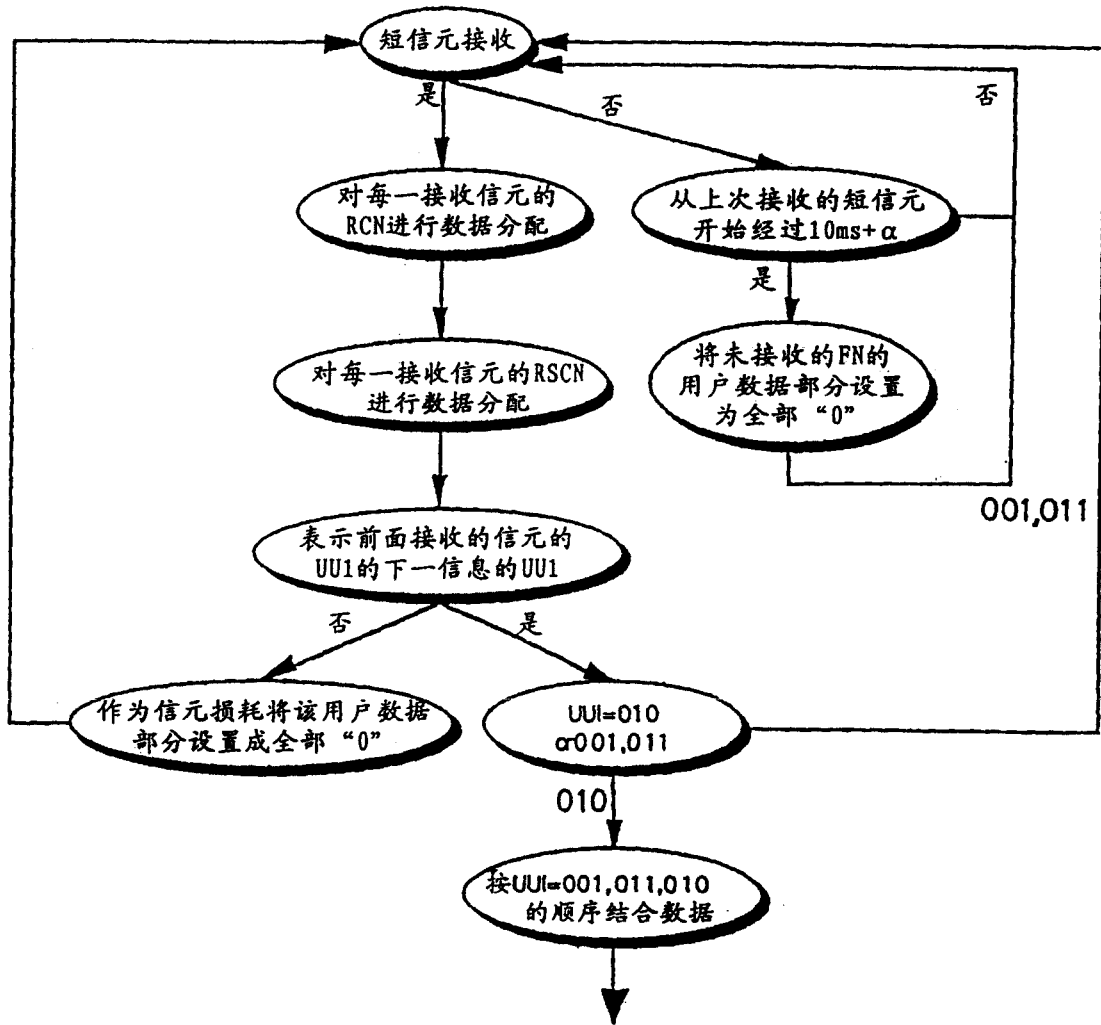 短信元接收
是
否
否
对每一接收信元的
RCN进行数据分配
从上次接收的短信元
开始经过10ms+α
是
对每一接收信元的RSCN
进行数据分配
将未接收的FN的
用户数据部分设置
为全部“0”
001,011
表示前面接收的信元的
UU1的下一信息的UU1
否
是
作为信元损耗将该用户数据
部分设置成全部“0”
UUI=010
or001,011
010
按UUI=001,011,010
的顺序结合数据